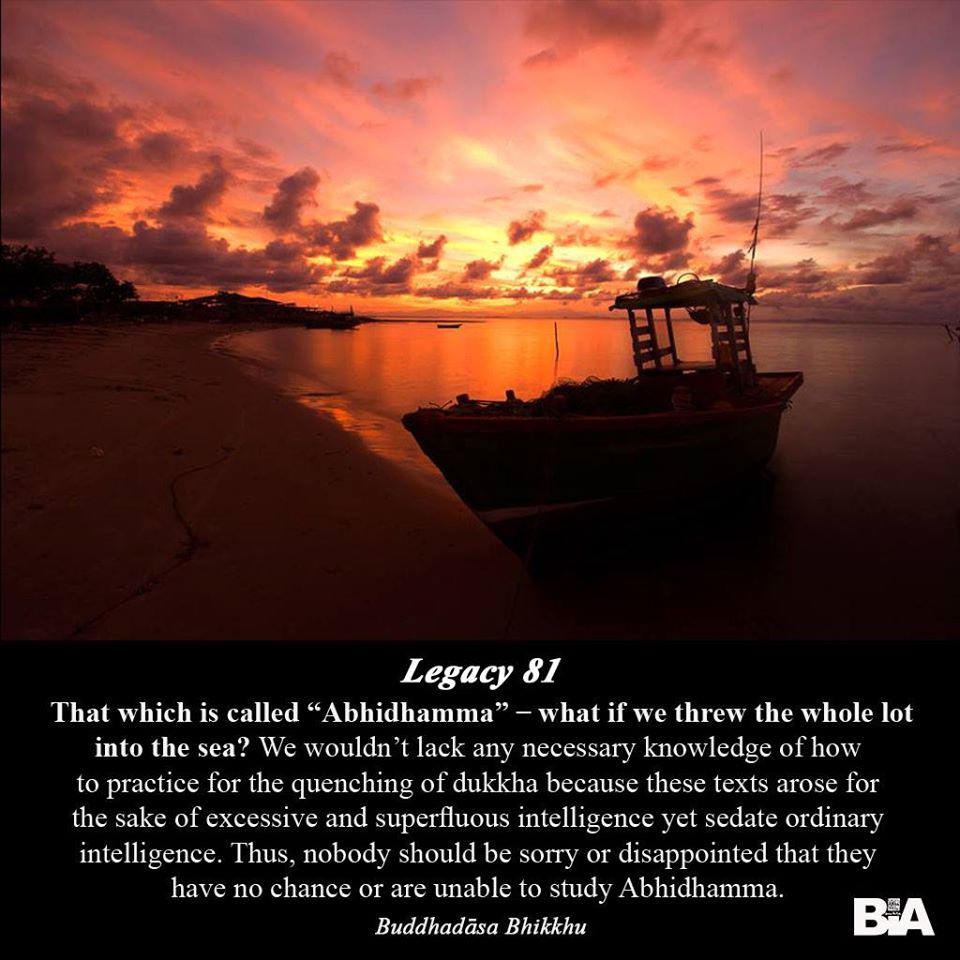 Legacy 81
That which is called “Abhidhamma” – what if we threw the whole lot
into the sea? We wouldn’t lack any necessary knowledge of how
to practice for the quenching of dukkha because these texts arose for
the sake of excessive and superfluous intelligence yet sedate ordinary
intelligence. Thus, nobody should be sorry or disappointed that they
have no chance or are unable to study Abhidhamma.
Buddhadāsa Bhikkhu
BIA